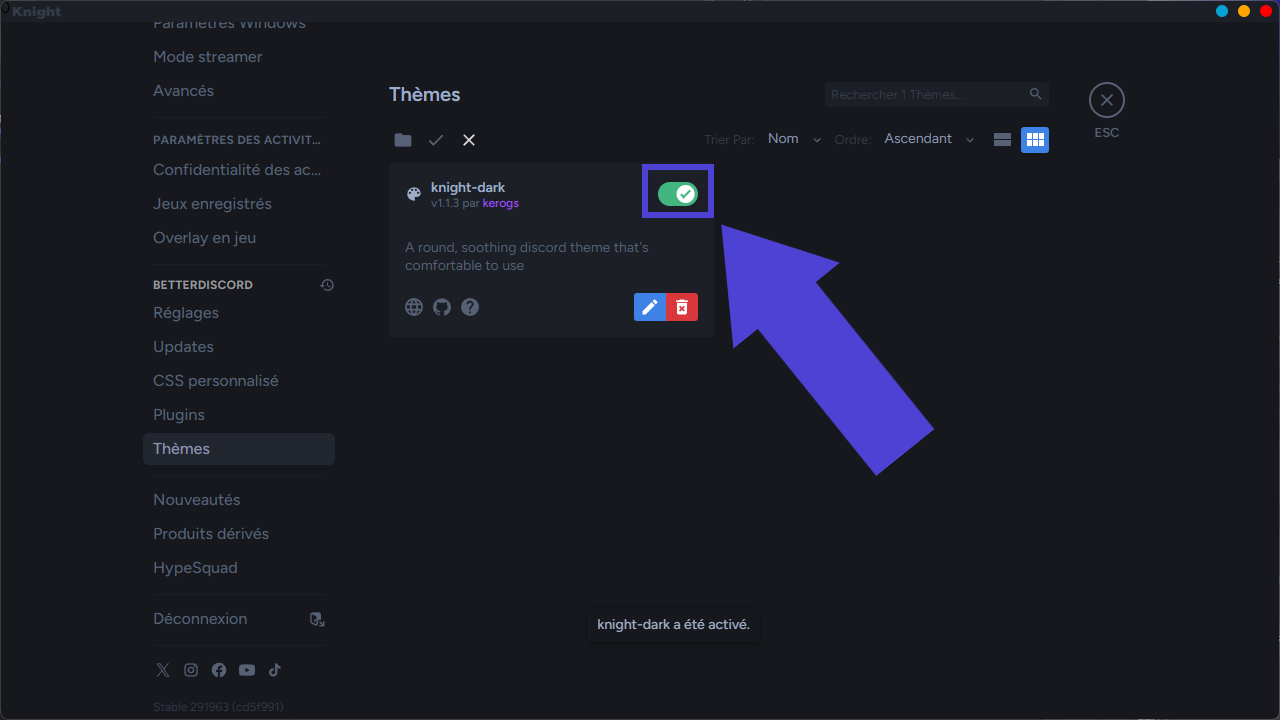 Knight
Paramètres Windows
Mode streamer
Avancés
PARAMÈTRES DES ACTIVIT...
Confidentialité des ac...
Jeux enregistrés
Overlay en jeu
BETTERDISCORD
Réglages
Updates
CSS personnalisé
Plugins
Thèmes
Nouveautés
Produits dérivés
HypeSquad
Déconnexion
Stable 291963 (cd5f991)
Thèmes
Rechercher 1 Thèmes...
ESC
Trier Par: Nom Ordre: Ascendant
knight-dark
v1.1.3 par kerogs
A round, soothing discord theme that's
comfortable to use
knight-dark a été activé.